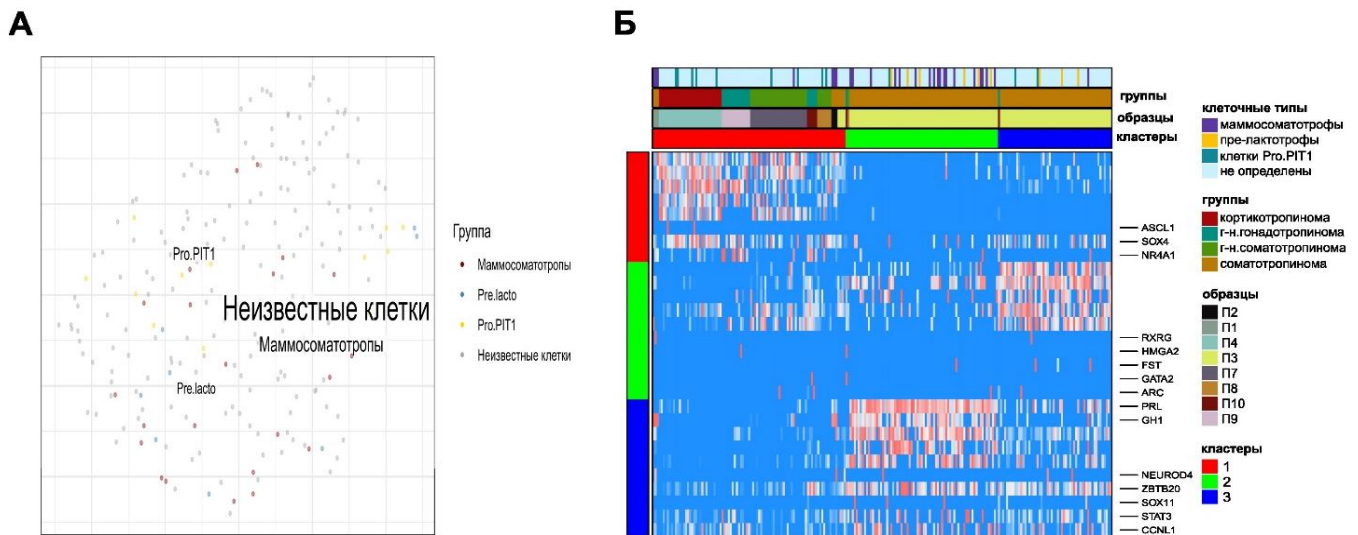 А
Pro.PIT1
Неизвестные клетки
Маммосоматотропы
Pre.lacto
Группа
Маммосоматотропы
Pre.lacto
Pro.PIT1
Неизвестные клетки
Б
группы
образцы
кластеры
ASCL1
SOX4
NR4A1
RXRG
HMGA2
FST
GATA2
ARC
PRL
GH1
NEUROD4
ZBTB20
SOX11
STAT3
CCNL1
клеточные типы
маммосоматотрофы
пре-лактотрофы
клетки Pro.PIT1
не определены
группы
кортикотропинома
г-н.гонадотропинома
г-н.соматотропинома
соматотропинома
образцы
П2
П1
П4
П3
П7
П8
П10
П9
кластеры
1
2
3